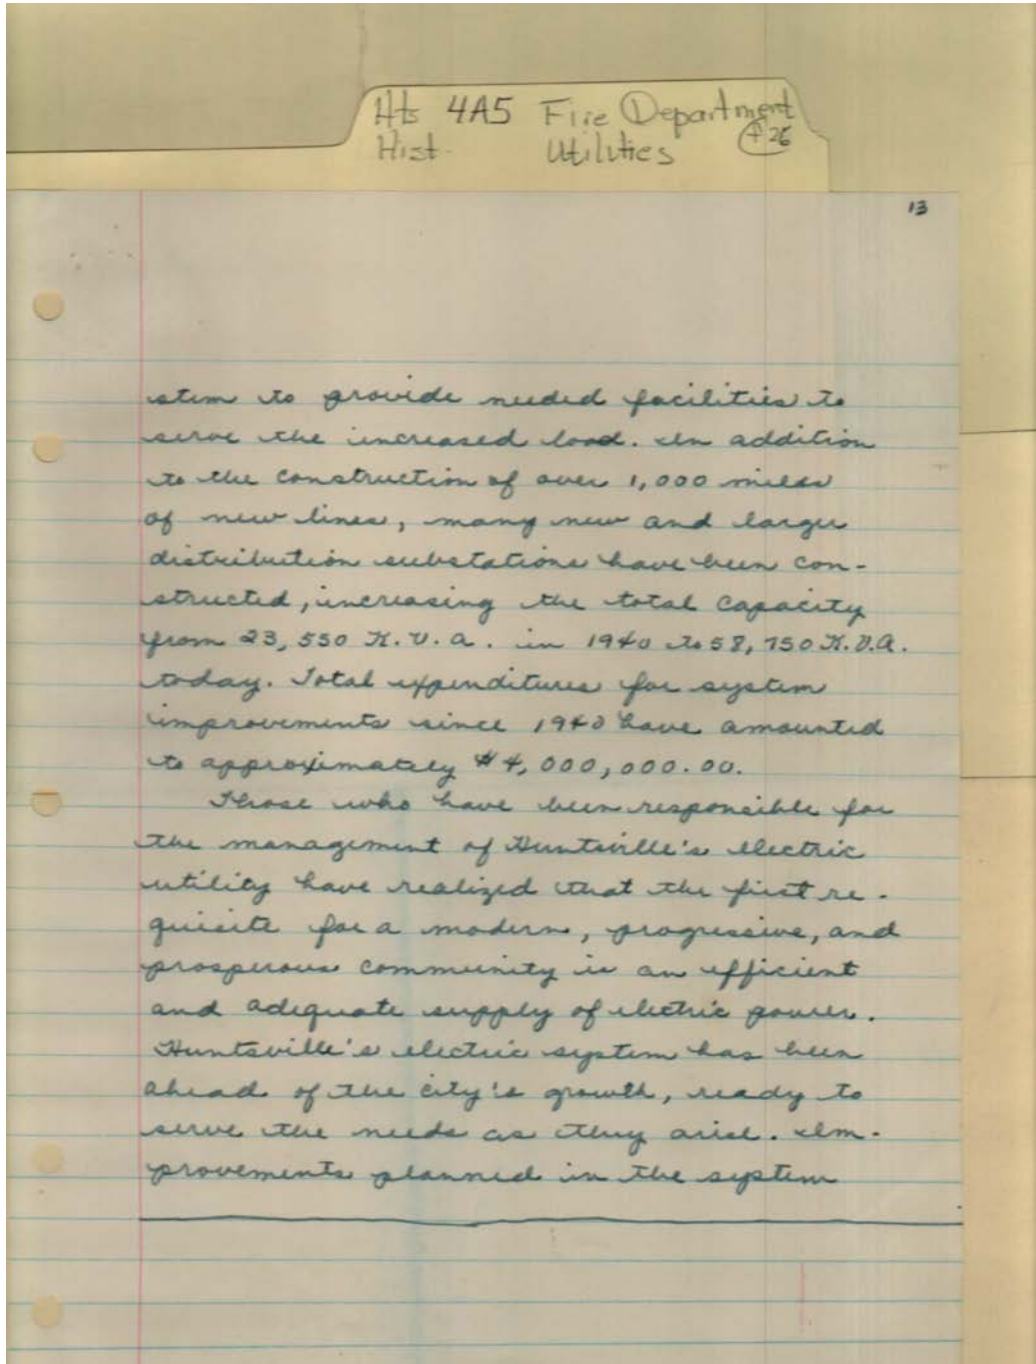 Hts 4A5 Fire Department
Hist. Utilities +26
13
stem to provide needed facilities to
serve the increased load. In addition
to the construction of over 1,000 miles
of new lines, many new and larger
distribution substations have been con-
structed, increasing the total capacity
from 23,550 K.V.A. in 1940 to 58,750 K.V.A.
today. Total expenditures for system
improvements since 1940 have amounted
to approximately $4,000,000.00.
Those who have been responsible for
the management of Huntsville's electric
utility have realized that the first re-
quisite for a modern, progressive, and
prosperous community is an efficient
and adequate supply of electric power.
Huntsville's electric system has been
ahead of the city's growth, ready to
serve the needs as they arise. Im-
provements planned in the system